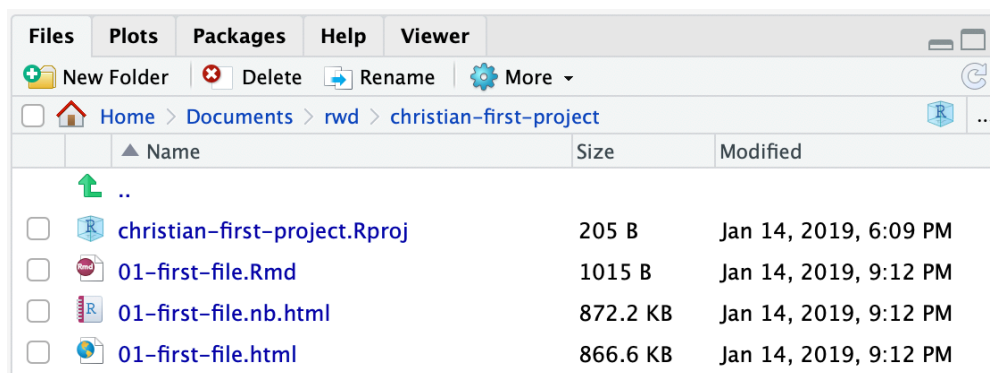 Files Plots Packages Help Viewer
New Folder Delete Rename More
Home Documents rwd christian-first-project R ...
Name Size Modified
..
R christian-first-project.Rproj 205 B Jan 14, 2019, 6:09 PM
Rmd 01-first-file.Rmd 1015 B Jan 14, 2019, 9:12 PM
R 01-first-file.nb.html 872.2 KB Jan 14, 2019, 9:12 PM
01-first-file.html 866.6 KB Jan 14, 2019, 9:12 PM